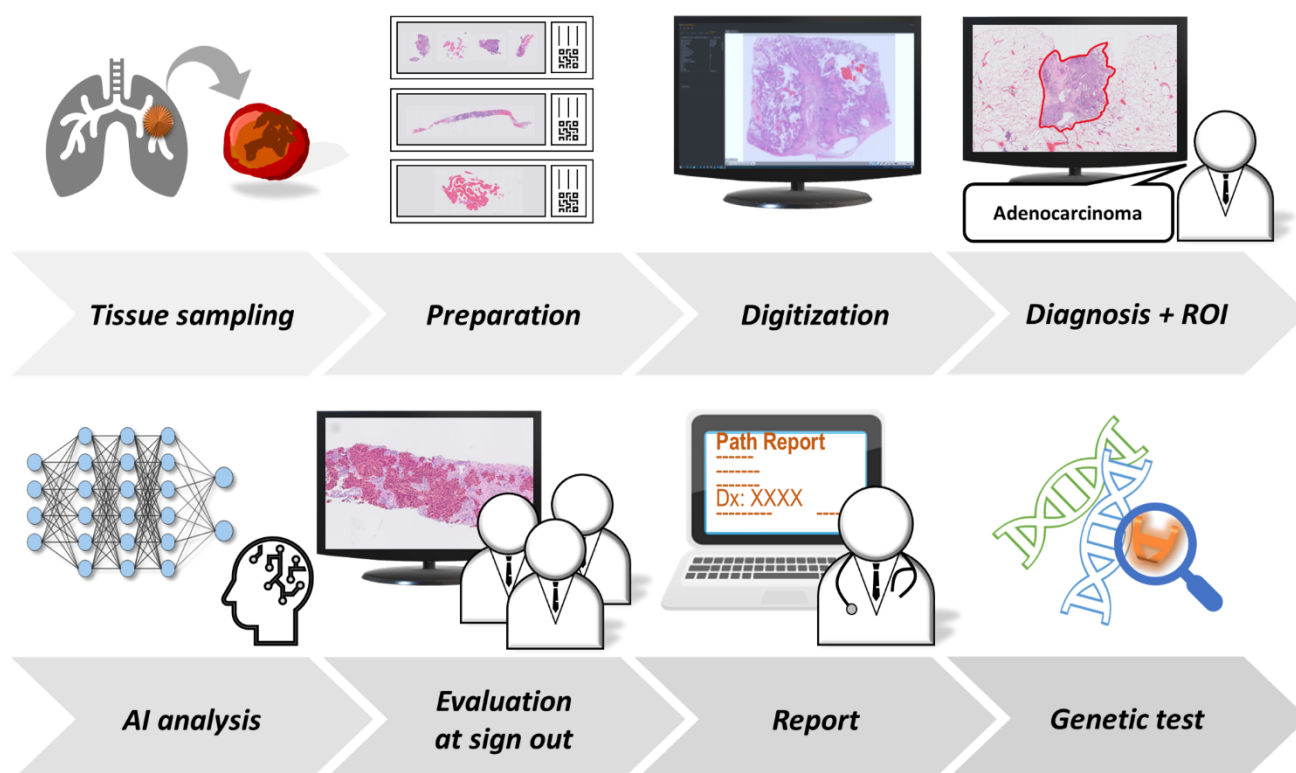 Adenocarcinoma
Tissue sampling
Preparation
Digitization
Diagnosis + ROI
Path Report
------
-------
-------
Dx: XXXX
---------
AI analysis
Evaluation
at sign out
Report
Genetic test